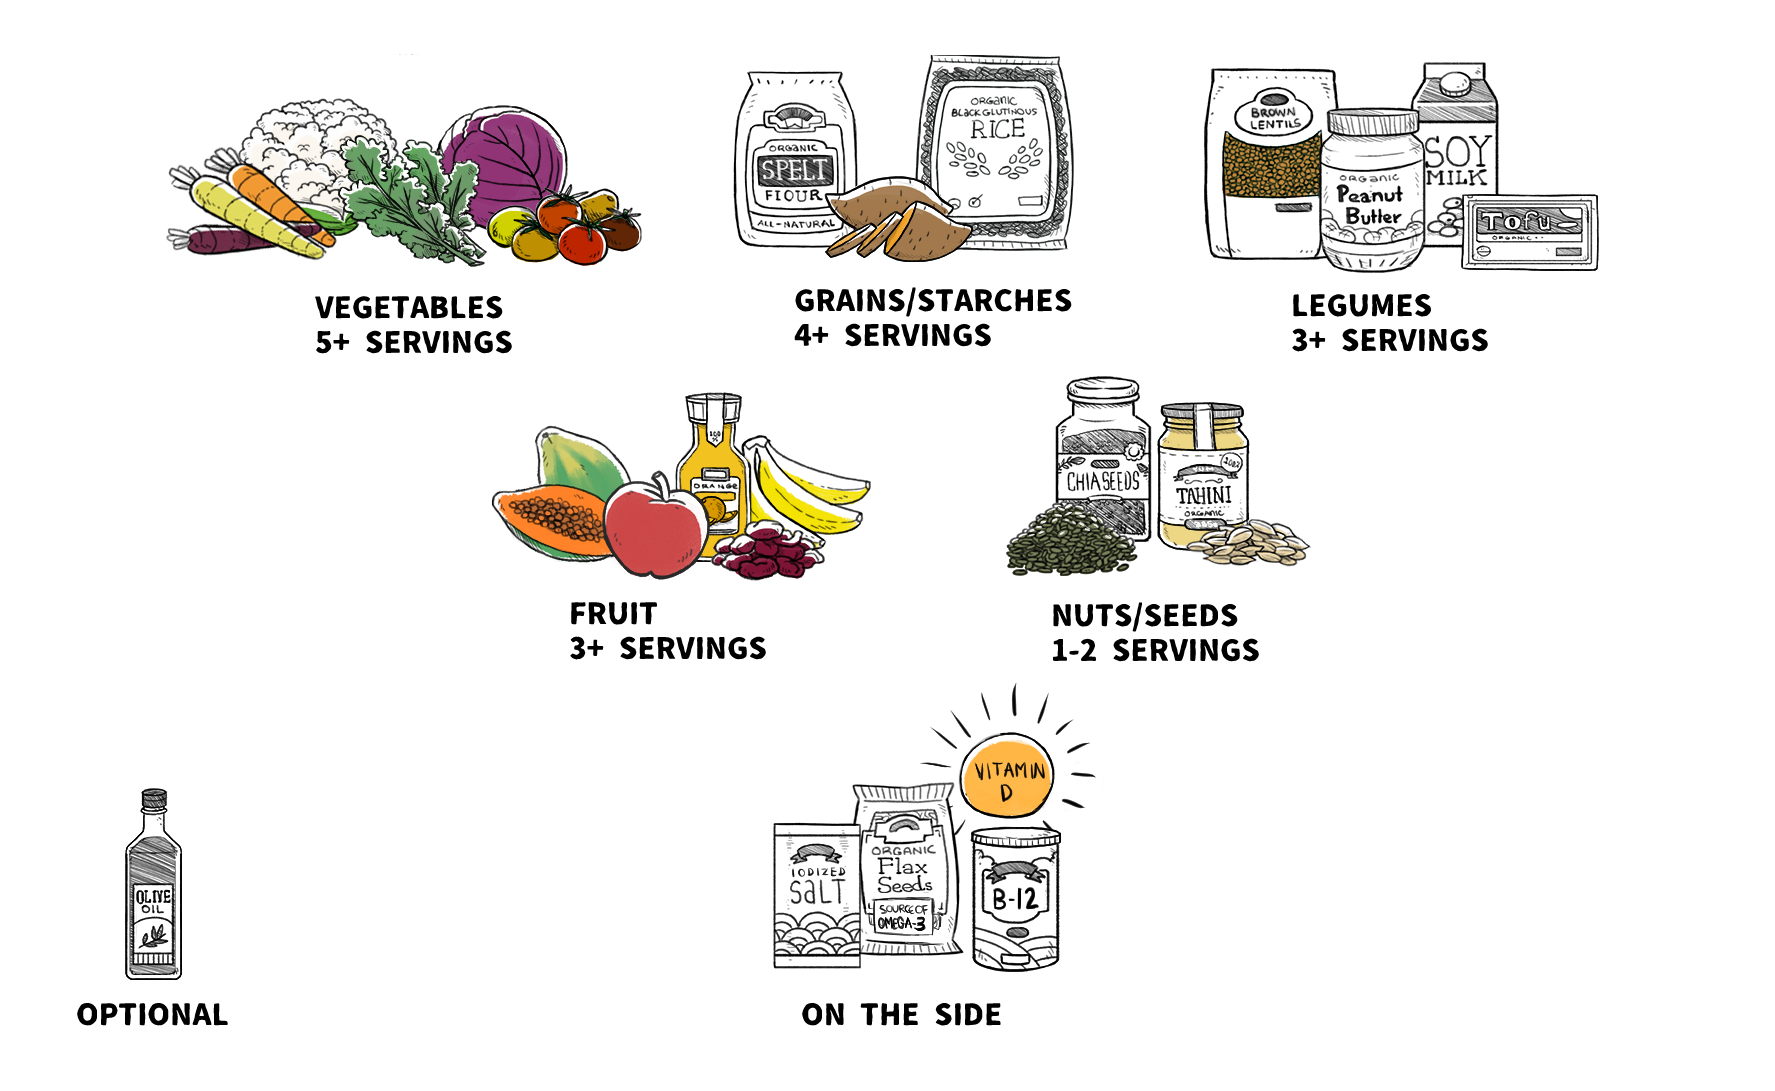 ORGANIC
SPELT
FLOUR
ALL-NATURAL
ORGANIC
BLACK GLUTINOUS
RICE
BROWN
LENTILS
ORGANIC
Peanut
Butter
SOY
MILK
Tofu
ORGANIC
VEGETABLES
5+ SERVINGS
GRAINS/STARCHES
4+ SERVINGS
LEGUMES
3+ SERVINGS
100
%
ORANGE
CHIA SEEDS
100%
TAHINI
ORGANIC
FRUIT
3+ SERVINGS
NUTS/SEEDS
1-2 SERVINGS
VITAMIN
D
OLIVE
OIL
IODIZED
SALT
ORGANIC
Flax
Seeds
SOURCE OF
OMEGA-3
B-12
OPTIONAL
ON THE SIDE